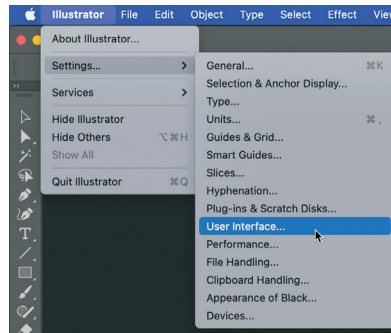 Illustrator File Edit Object Type Select Effect
About Illustrator...
Settings... >
Services >
Hide Illustrator
Hide Others ⌥⌘H
Show All
Quit Illustrator ⌘Q
General... ⌘K
Selection & Anchor Display...
Type...
Units... ⌘,
Guides & Grid...
Smart Guides...
Slices...
Hyphenation...
Plug-ins & Scratch Disks...
User Interface...
Performance...
File Handling...
Clipboard Handling...
Appearance of Black...
Devices...